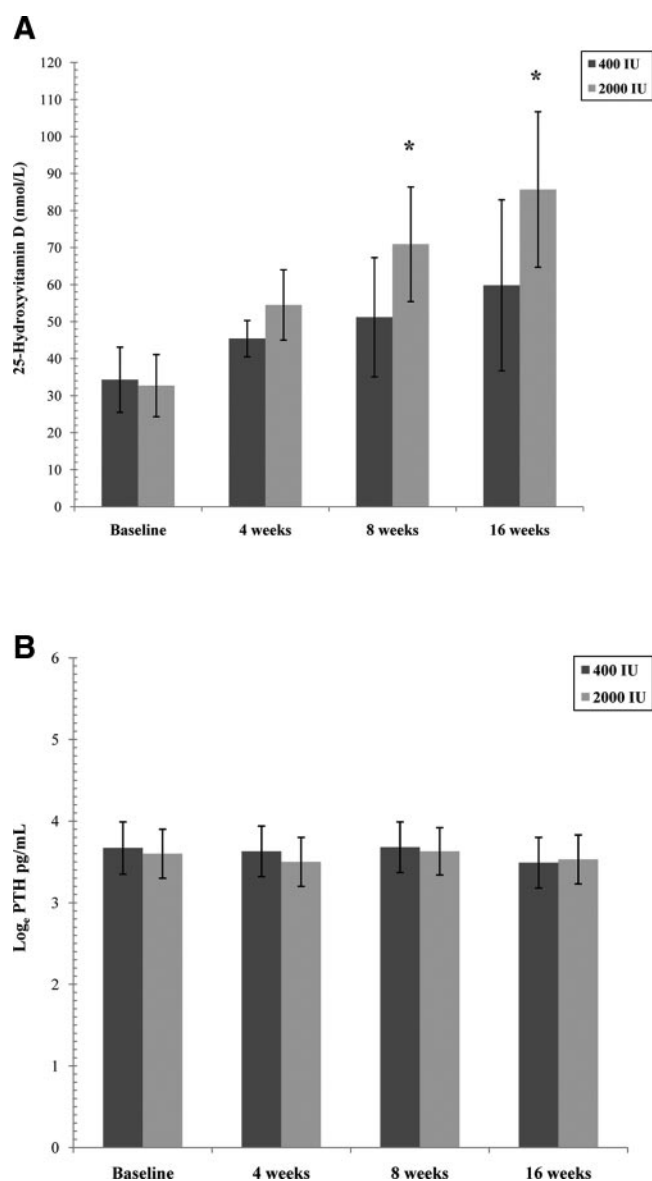 A
400 IU
2000 IU
25-Hydroxyvitamin D (nmol/L)
120
110
100
90
80
70
60
50
40
30
20
10
0
*
*
Baseline 4 weeks 8 weeks 16 weeks
B
400 IU
2000 IU
Logₑ PTH pg/mL
6
5
4
3
2
1
0
Baseline 4 weeks 8 weeks 16 weeks